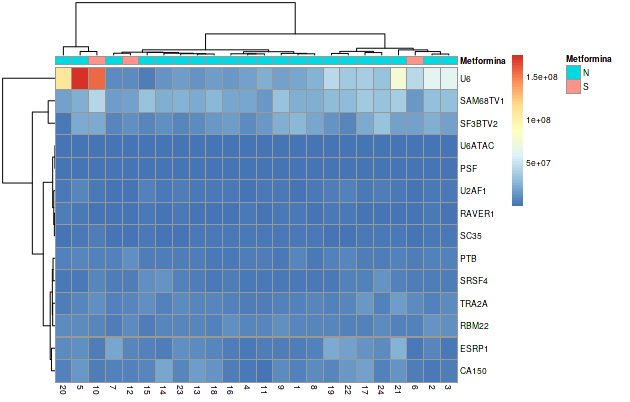 Metformina
Metformina
N
S
1.5e+08
1e+08
5e+07
U6
SAM68TV1
SF3BTV2
U6ATAC
PSF
U2AF1
RAVER1
SC35
PTB
SRSF4
TRA2A
RBM22
ESRP1
CA150
20 5 10 7 12 15 14 23 13 18 16 4 11 9 1 8 19 22 17 24 21 6 2 3